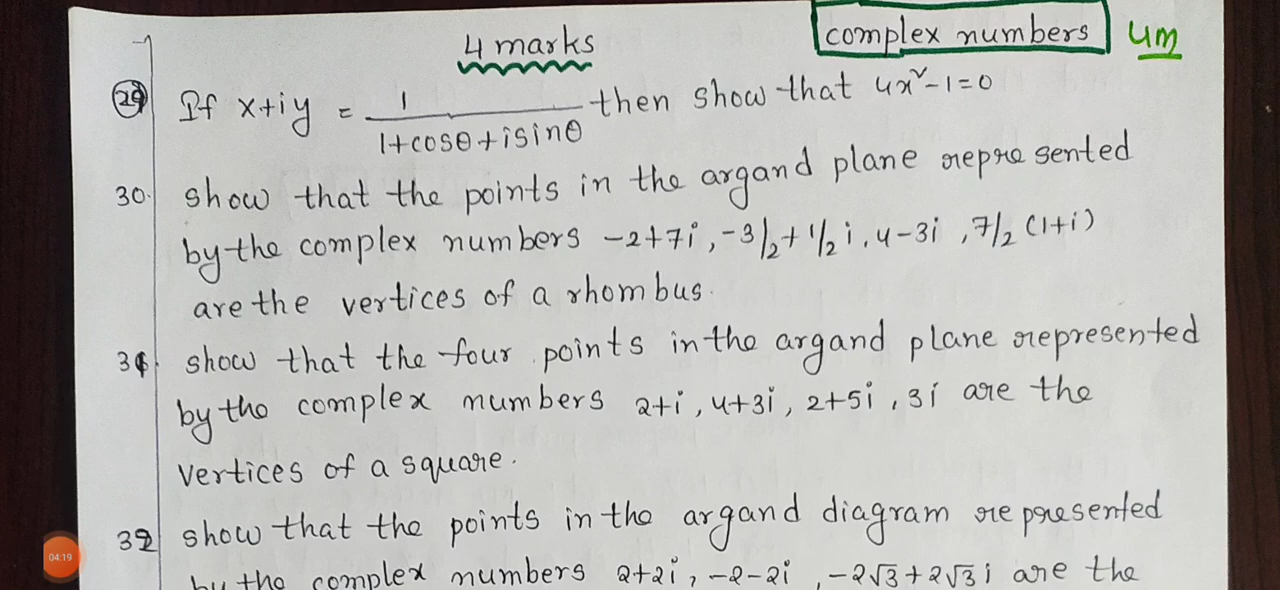 4 marks
complex numbers
4m
29 If x+iy = 1/(1+cosθ+isinθ) then show that 4x²-1=0
30. show that the points in the argand plane represented
by the complex numbers -2+7i, -3/2+1/2 i, 4-3i, 7/2 (1+i)
are the vertices of a rhombus.
31. show that the four points in the argand plane represented
by the complex numbers 2+i, 4+3i, 2+5i, 3i are the
vertices of a square.
32 show that the points in the argand diagram represented
by the complex numbers 2+2i, -2-2i, -2√3+2√3i are the
04:19